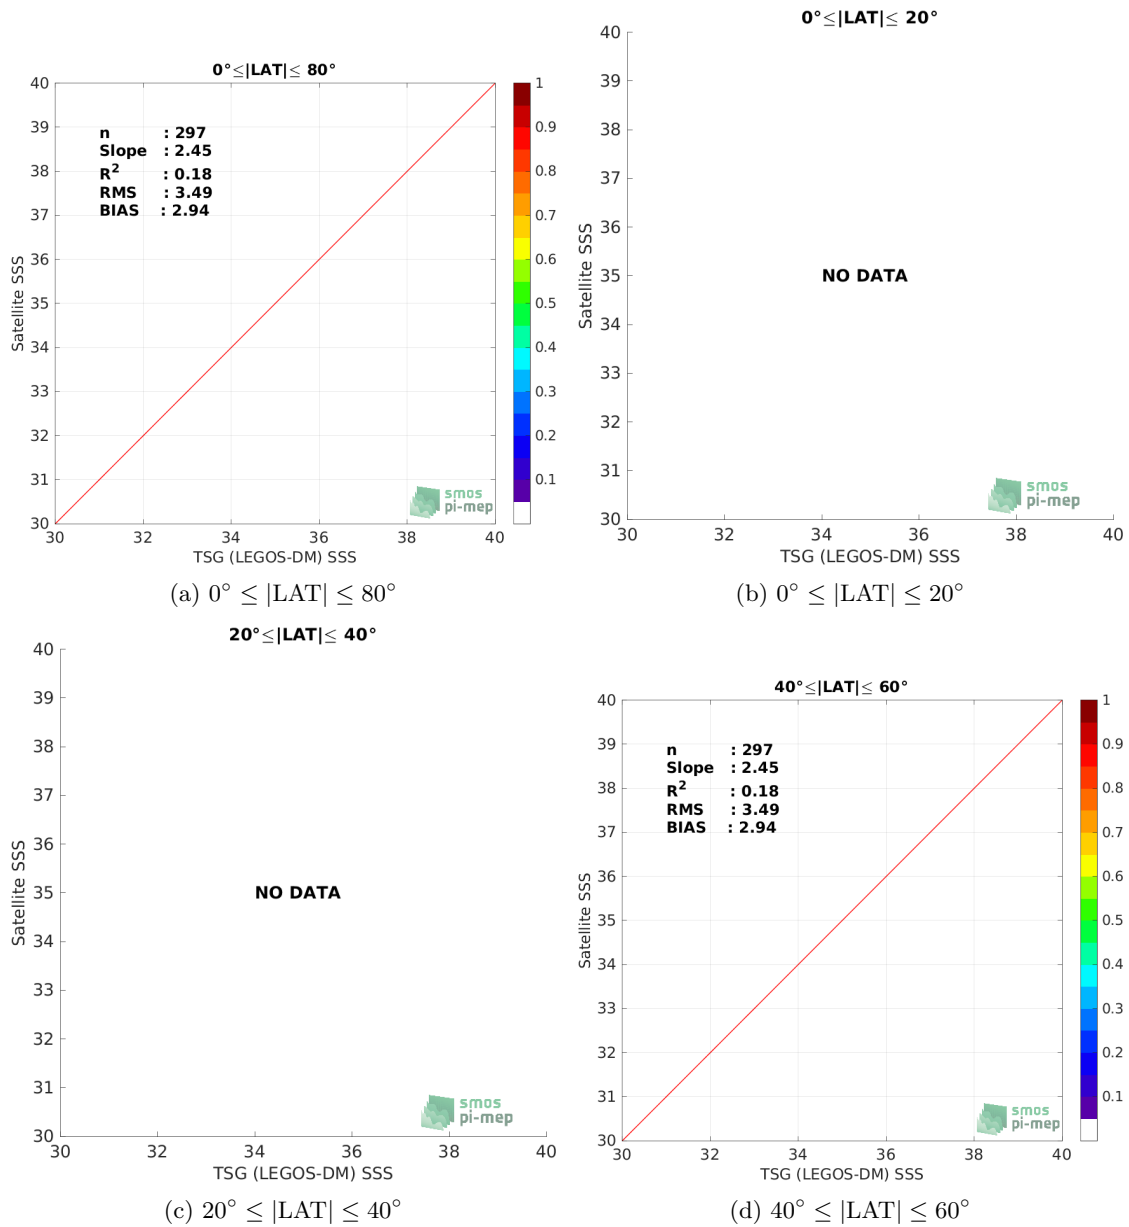 0°≤|LAT|≤ 80°
40
39
38
37
36
35
34
33
32
31
30
Satellite SSS
n : 297
Slope : 2.45
R² : 0.18
RMS : 3.49
BIAS : 2.94
smos
pi-mep
30 32 34 36 38 40
TSG (LEGOS-DM) SSS
1
0.9
0.8
0.7
0.6
0.5
0.4
0.3
0.2
0.1
(a) 0° ≤ |LAT| ≤ 80°
0°≤|LAT|≤ 20°
40
39
38
37
36
35
34
33
32
31
30
Satellite SSS
NO DATA
smos
pi-mep
30 32 34 36 38 40
TSG (LEGOS-DM) SSS
(b) 0° ≤ |LAT| ≤ 20°
20°≤|LAT|≤ 40°
40
39
38
37
36
35
34
33
32
31
30
Satellite SSS
NO DATA
smos
pi-mep
30 32 34 36 38 40
TSG (LEGOS-DM) SSS
(c) 20° ≤ |LAT| ≤ 40°
40°≤|LAT|≤ 60°
40
39
38
37
36
35
34
33
32
31
30
Satellite SSS
n : 297
Slope : 2.45
R² : 0.18
RMS : 3.49
BIAS : 2.94
smos
pi-mep
30 32 34 36 38 40
TSG (LEGOS-DM) SSS
1
0.9
0.8
0.7
0.6
0.5
0.4
0.3
0.2
0.1
(d) 40° ≤ |LAT| ≤ 60°